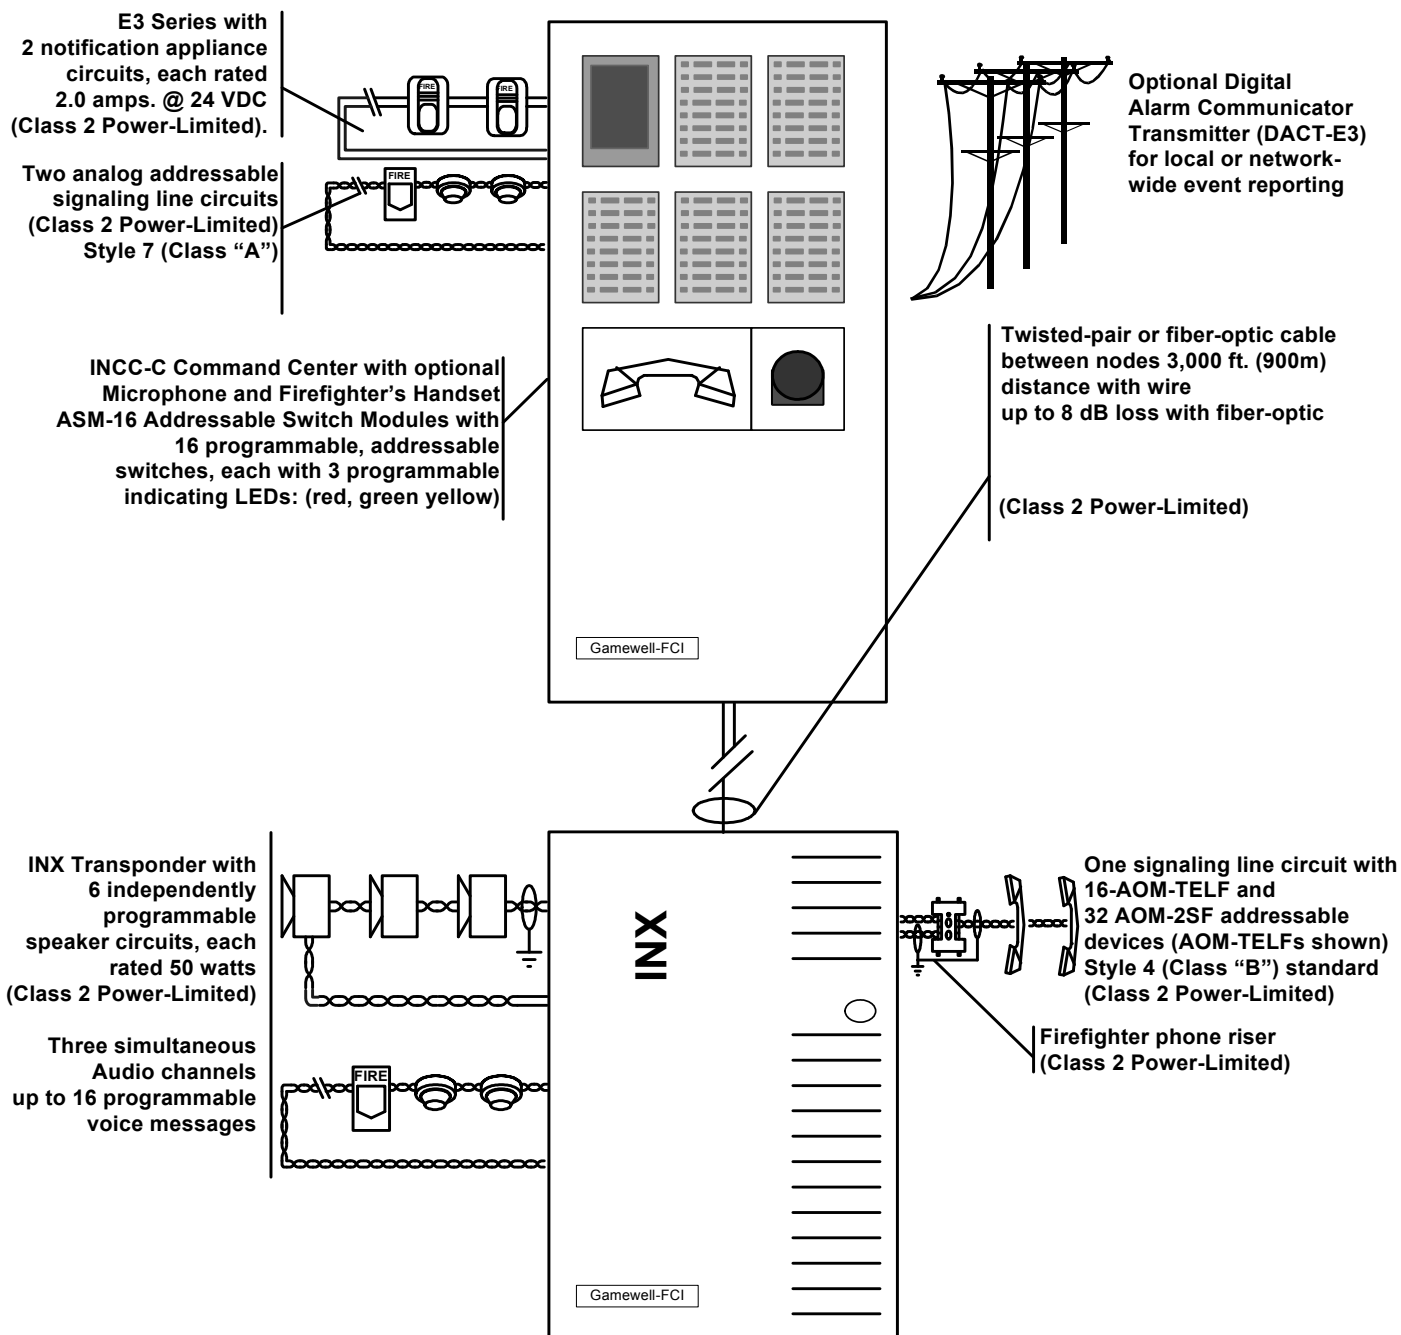 E3 Series with
2 notification appliance
circuits, each rated
2.0 amps. @ 24 VDC
(Class 2 Power-Limited).
FIRE
FIRE
Two analog addressable
signaling line circuits
(Class 2 Power-Limited)
Style 7 (Class “A”)
FIRE
Optional Digital
Alarm Communicator
Transmitter (DACT-E3)
for local or network-
wide event reporting
INCC-C Command Center with optional
Microphone and Firefighter’s Handset
ASM-16 Addressable Switch Modules with
16 programmable, addressable
switches, each with 3 programmable
indicating LEDs: (red, green yellow)
Twisted-pair or fiber-optic cable
between nodes 3,000 ft. (900m)
distance with wire
up to 8 dB loss with fiber-optic
(Class 2 Power-Limited)
Gamewell-FCI
INX Transponder with
6 independently
programmable
speaker circuits, each
rated 50 watts
(Class 2 Power-Limited)
INX
One signaling line circuit with
16-AOM-TELF and
32 AOM-2SF addressable
devices (AOM-TELFs shown)
Style 4 (Class “B”) standard
(Class 2 Power-Limited)
Firefighter phone riser
(Class 2 Power-Limited)
Three simultaneous
Audio channels
up to 16 programmable
voice messages
FIRE
Gamewell-FCI